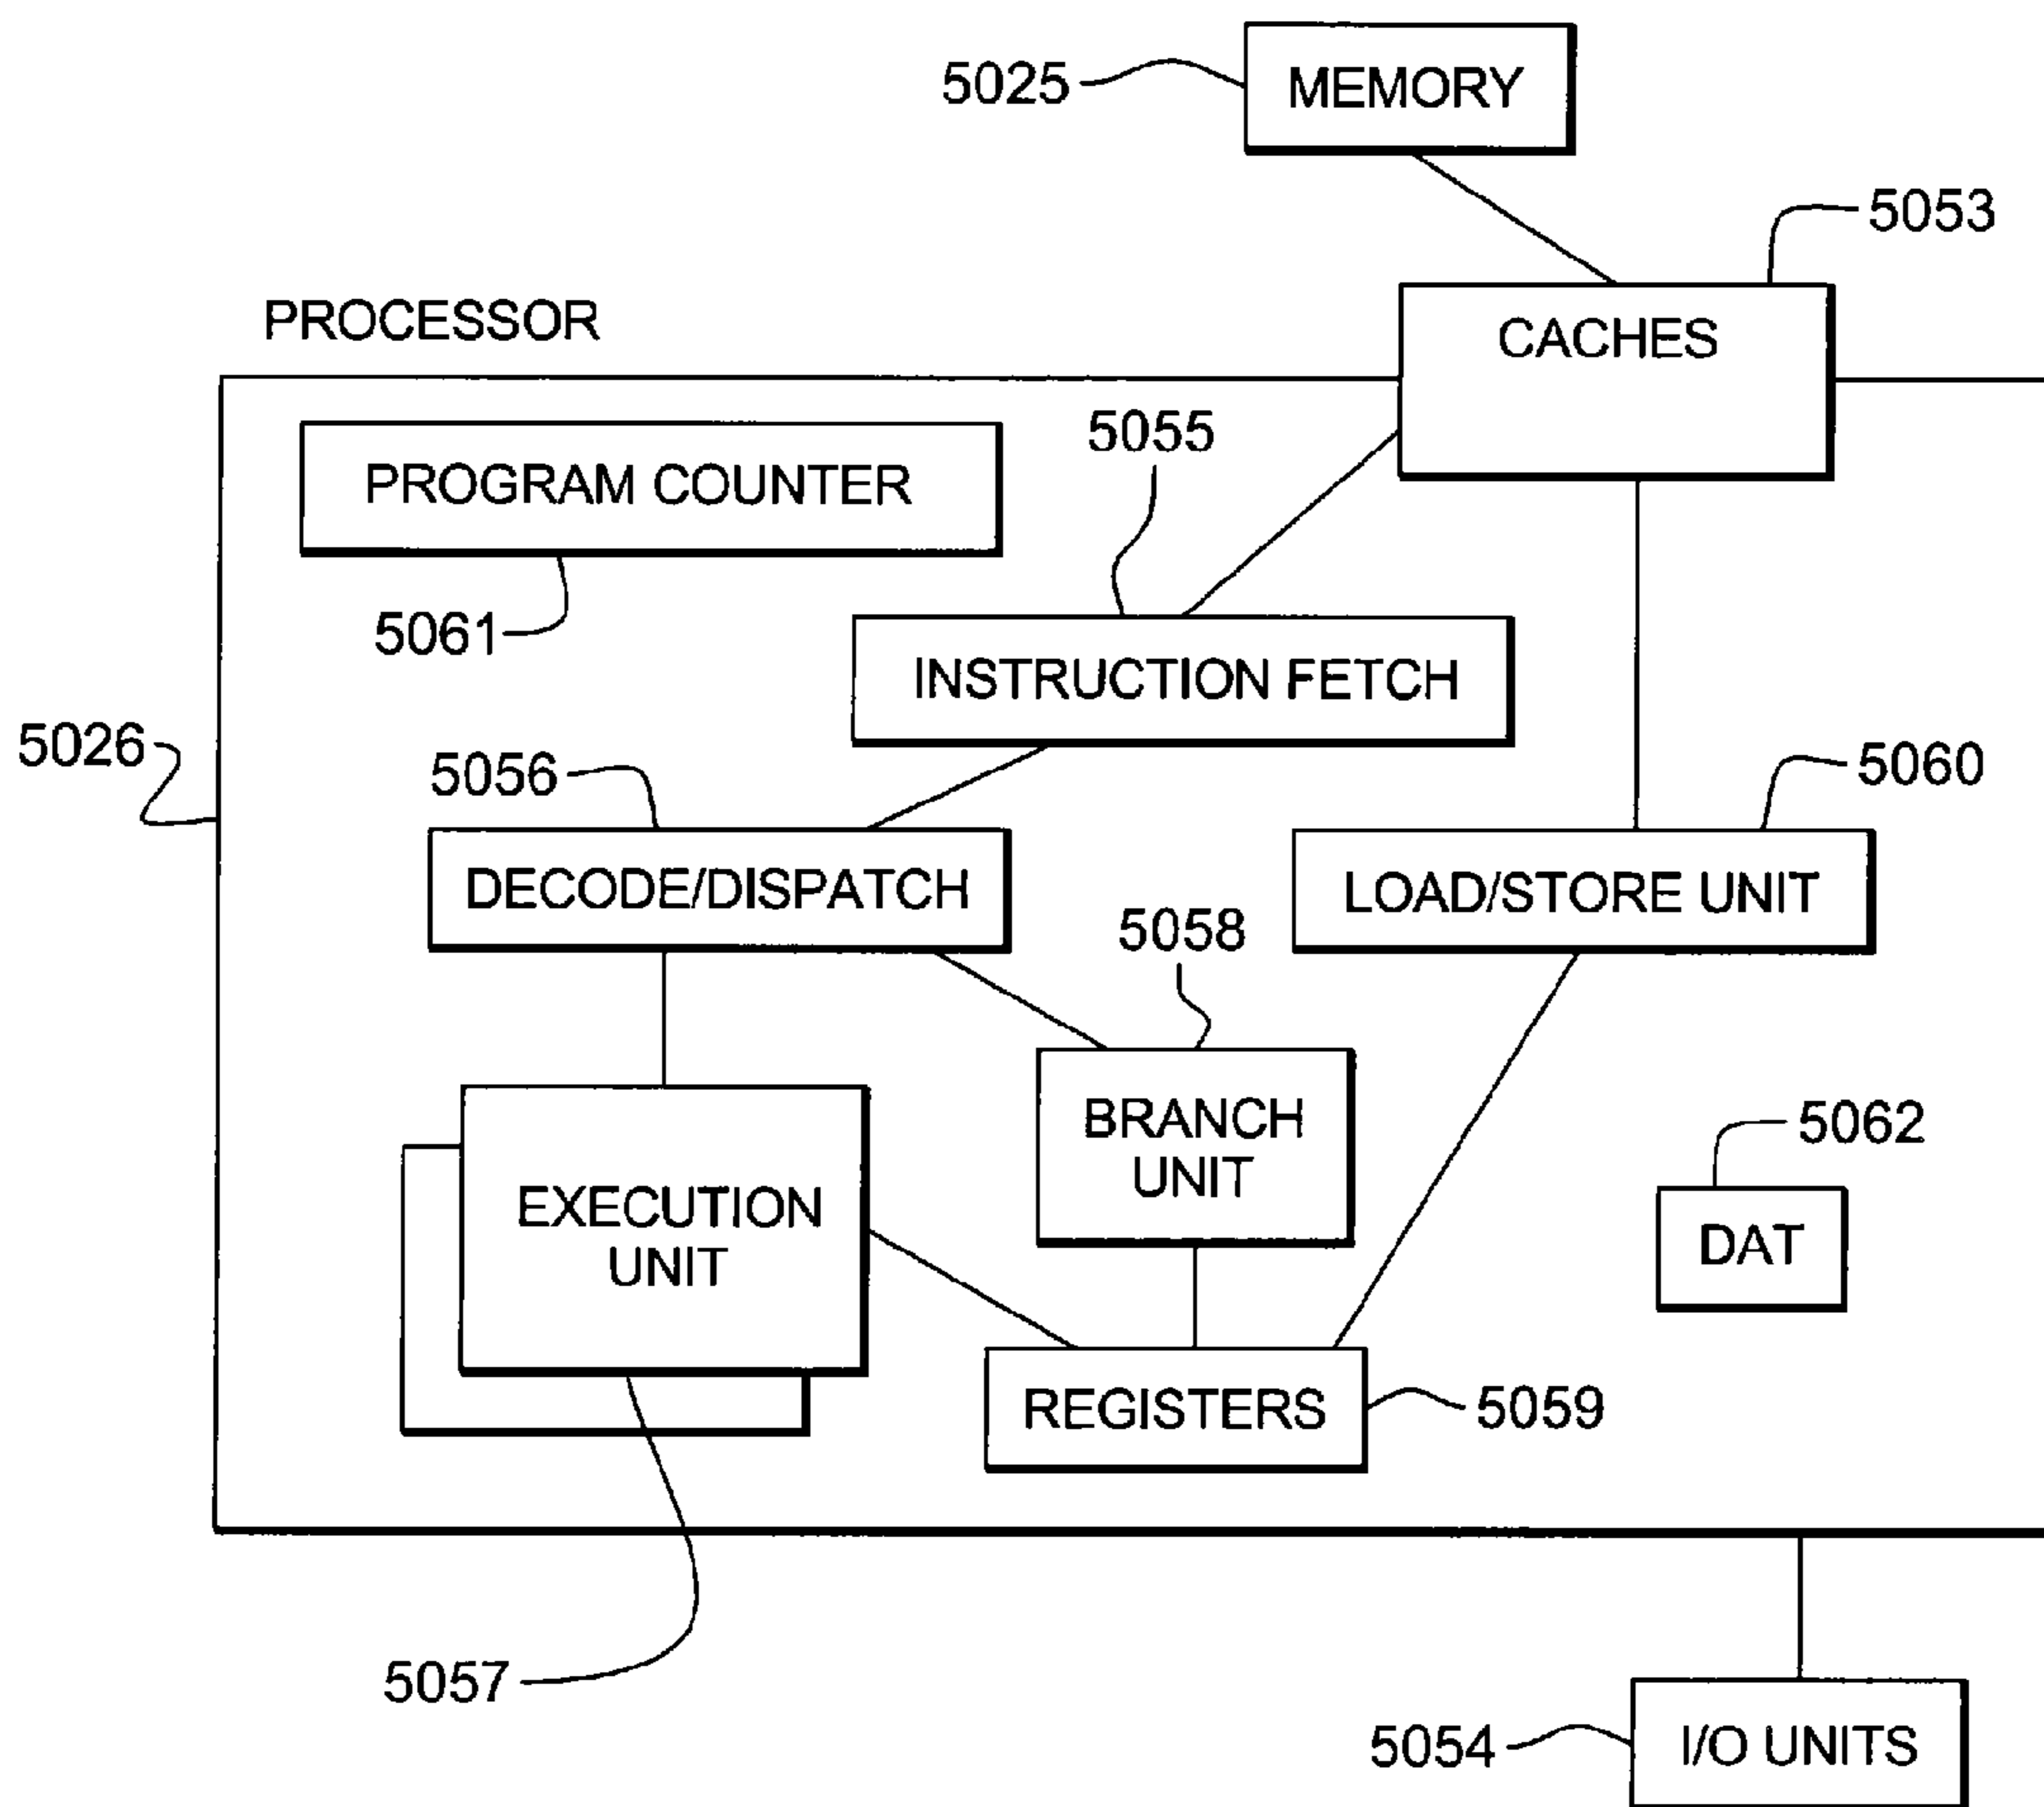 MEMORY
5025
5053
CACHES
PROCESSOR
5055
PROGRAM COUNTER
5061
INSTRUCTION FETCH
5026
5056
5060
DECODE/DISPATCH
LOAD/STORE UNIT
5058
BRANCH
UNIT
5062
EXECUTION
UNIT
DAT
REGISTERS
5059
5057
5054
I/O UNITS